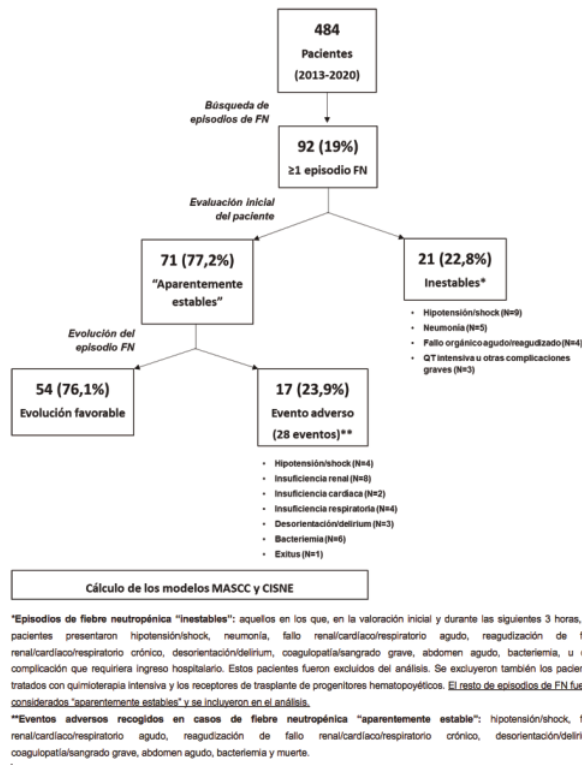 484
Pacientes
(2013-2020)
Búsqueda de
episodios de FN
92 (19%)
≥1 episodio FN
Evaluación inicial
del paciente
71 (77,2%)
"Aparentemente
estables"
21 (22,8%)
Inestables*
• Hipotensión/shock (N=9)
• Neumonía (N=5)
• Fallo orgánico agudo/reagudizado (N=4)
• QT intensiva u otras complicaciones
graves (N=3)
Evolución del
episodio FN
54 (76,1%)
Evolución favorable
17 (23,9%)
Evento adverso
(28 eventos)**
• Hipotensión/shock (N=4)
• Insuficiencia renal (N=8)
• Insuficiencia cardíaca (N=2)
• Insuficiencia respiratoria (N=4)
• Desorientación/delirium (N=3)
• Bacteriemia (N=6)
• Exitus (N=1)
Cálculo de los modelos MASCC y CISNE
*Episodios de fiebre neutropénica "inestables": aquellos en los que, en la valoración inicial y durante las siguientes 3 horas,
pacientes presentaron hipotensión/shock, neumonía, fallo renal/cardíaco/respiratorio agudo, reagudización de f
renal/cardíaco/respiratorio crónico, desorientación/delirium, coagulopatía/sangrado grave, abdomen agudo, bacteriemia, u
complicación que requiriera ingreso hospitalario. Estos pacientes fueron excluidos del análisis. Se excluyeron también los pacien
tratados con quimioterapia intensiva y los receptores de trasplante de progenitores hematopoyéticos. El resto de episodios de FN fue
considerados "aparentemente estables" y se incluyeron en el análisis.
**Eventos adversos recogidos en casos de fiebre neutropénica "aparentemente estable": hipotensión/shock, f
renal/cardíaco/respiratorio agudo, reagudización de fallo renal/cardíaco/respiratorio crónico, desorientación/deliri
coagulopatía/sangrado grave, abdomen agudo, bacteriemia y muerte.